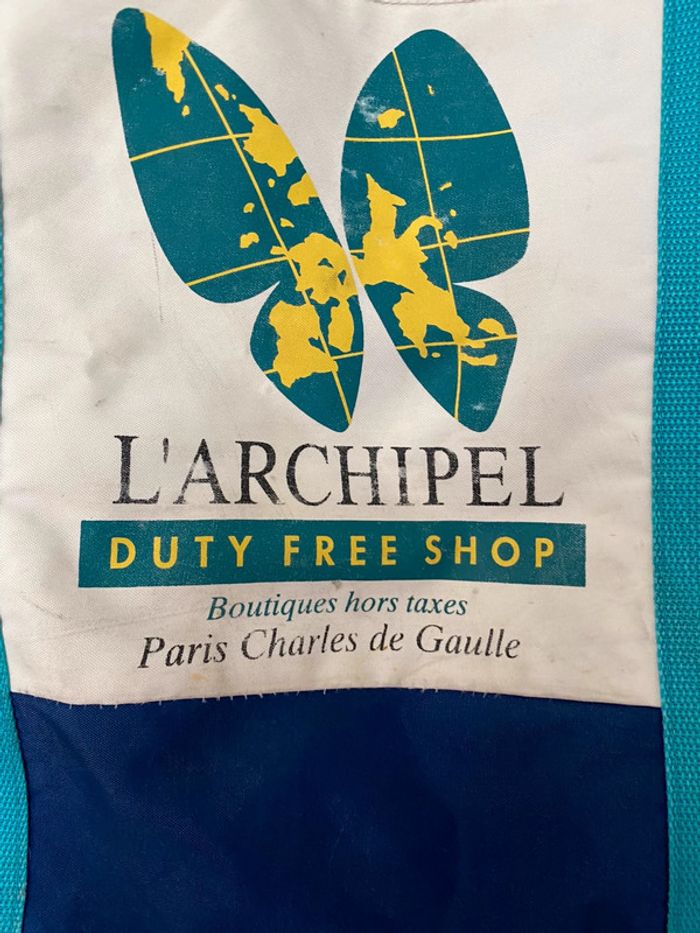 L'ARCHIPEL
DUTY FREE SHOP
Boutiques hors taxes
Paris Charles de Gaulle